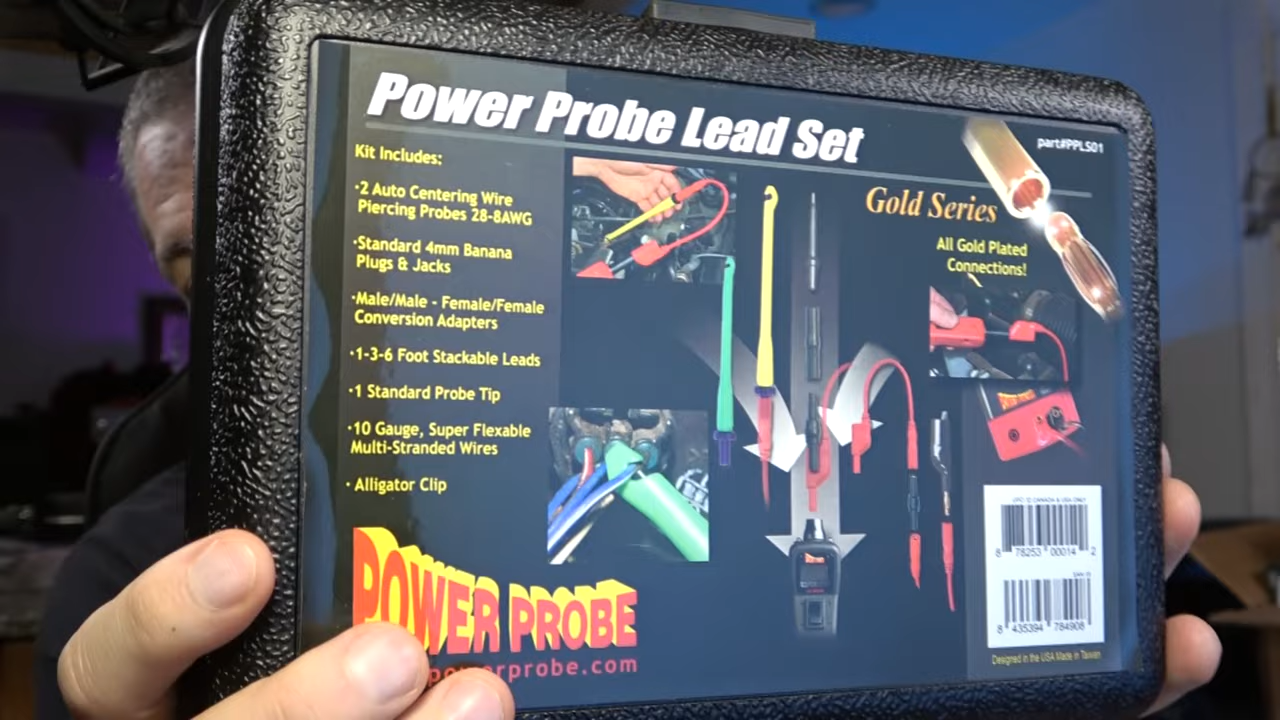 Power Probe Lead Set
part#PPLS01
Kit Includes:
·2 Auto Centering Wire
Piercing Probes 28-8AWG
·Standard 4mm Banana
Plugs & Jacks
·Male/Male - Female/Female
Conversion Adapters
·1-3-6 Foot Stackable Leads
·1 Standard Probe Tip
·10 Gauge, Super Flexable
Multi-Stranded Wires
· Alligator Clip
Gold Series
All Gold Plated
Connections!
POWER PROBE
powerprobe.com
8 78253 00014 2
8 435394 784908
Designed in the USA Made in Taiwan